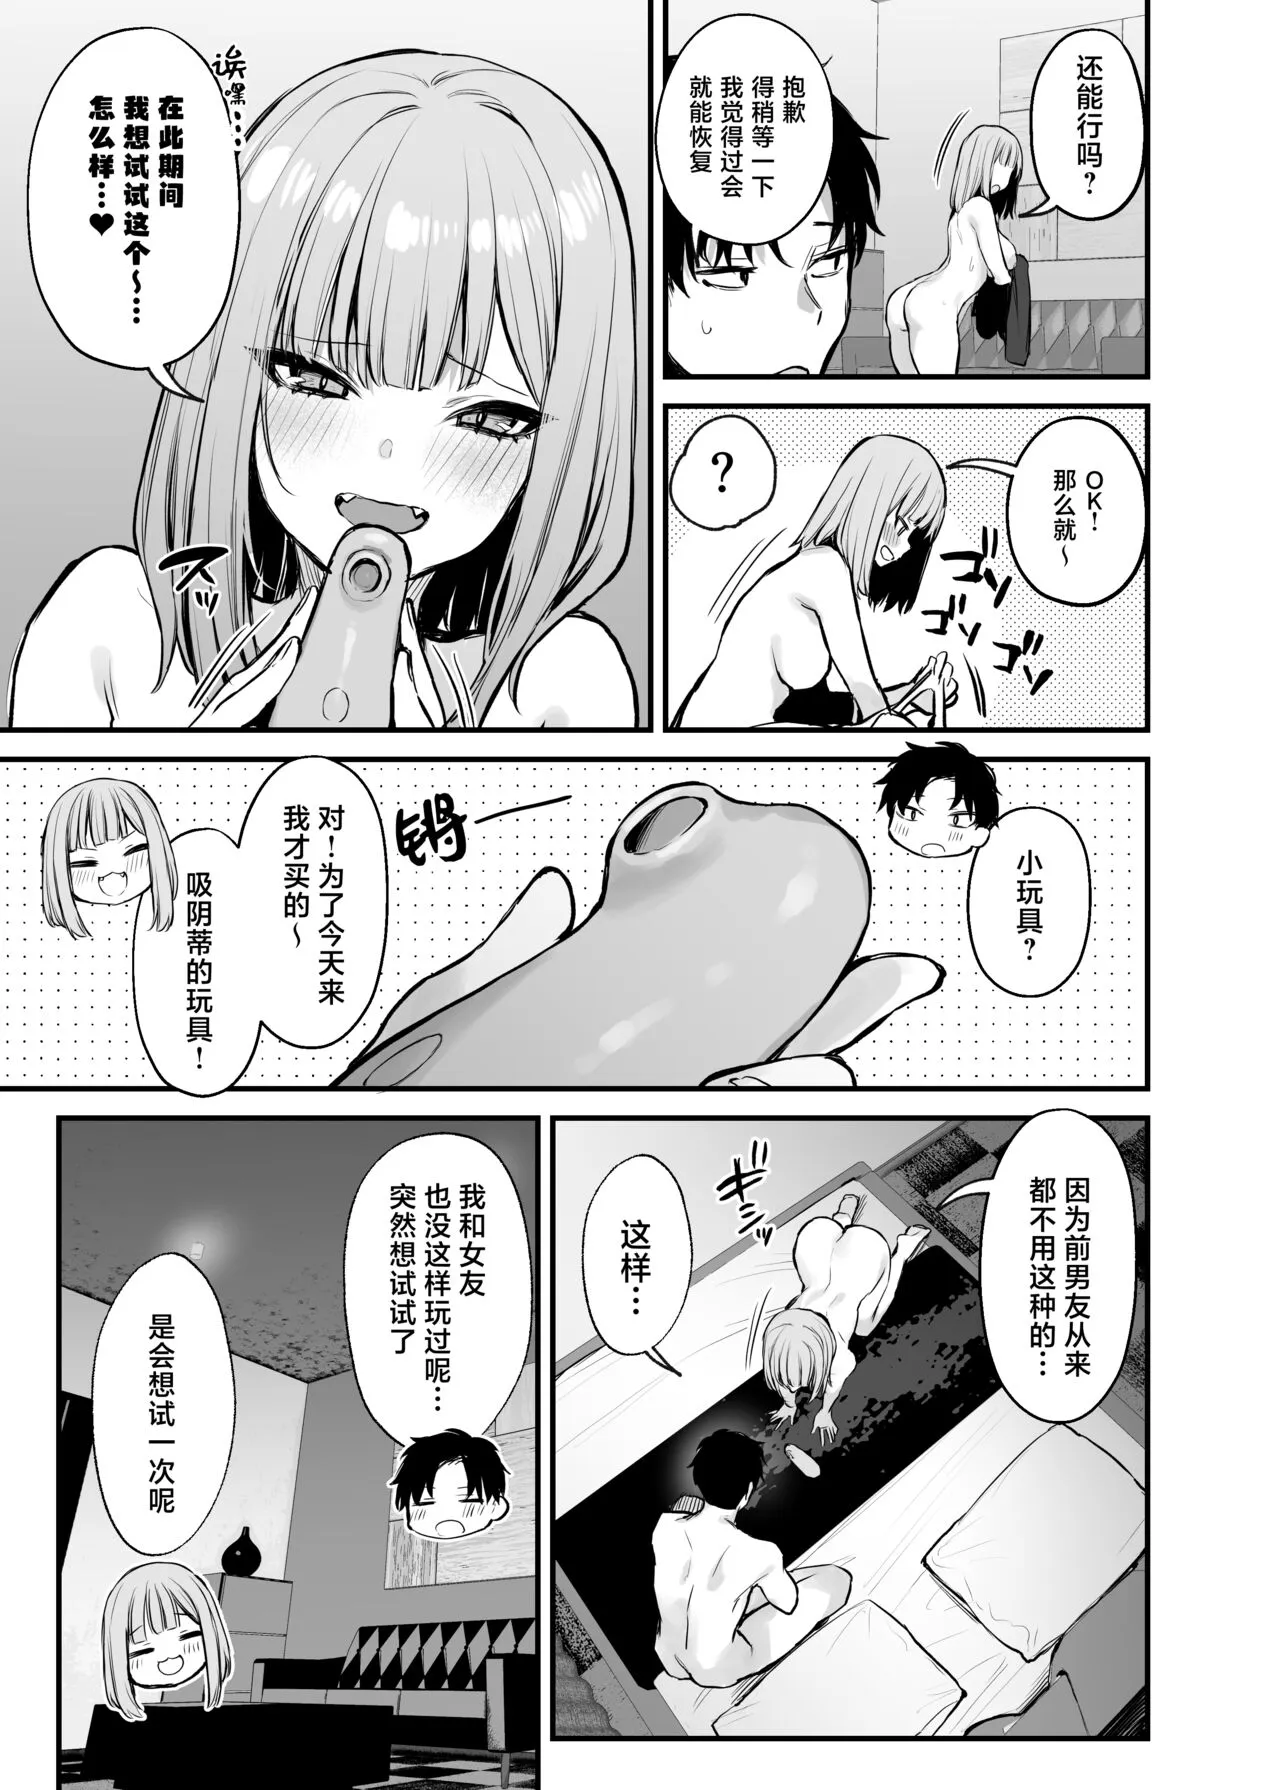 还能行吗？
抱歉
得稍等一下
我觉得过会
就能恢复
OK！
那么就～
？
ゴソ
ゴソ
ゴソ
诶嘿……
在此期间
我想试试这个～…
怎么样…♥
スッ
小玩具？
锵
对！为了今天来
我才买的～
吸阴蒂的玩具！
因为前男友从来
都不用这种的…
ギシッ
这样…
我和女友
也没这样玩过呢…
突然想试试了
是会想试一次呢